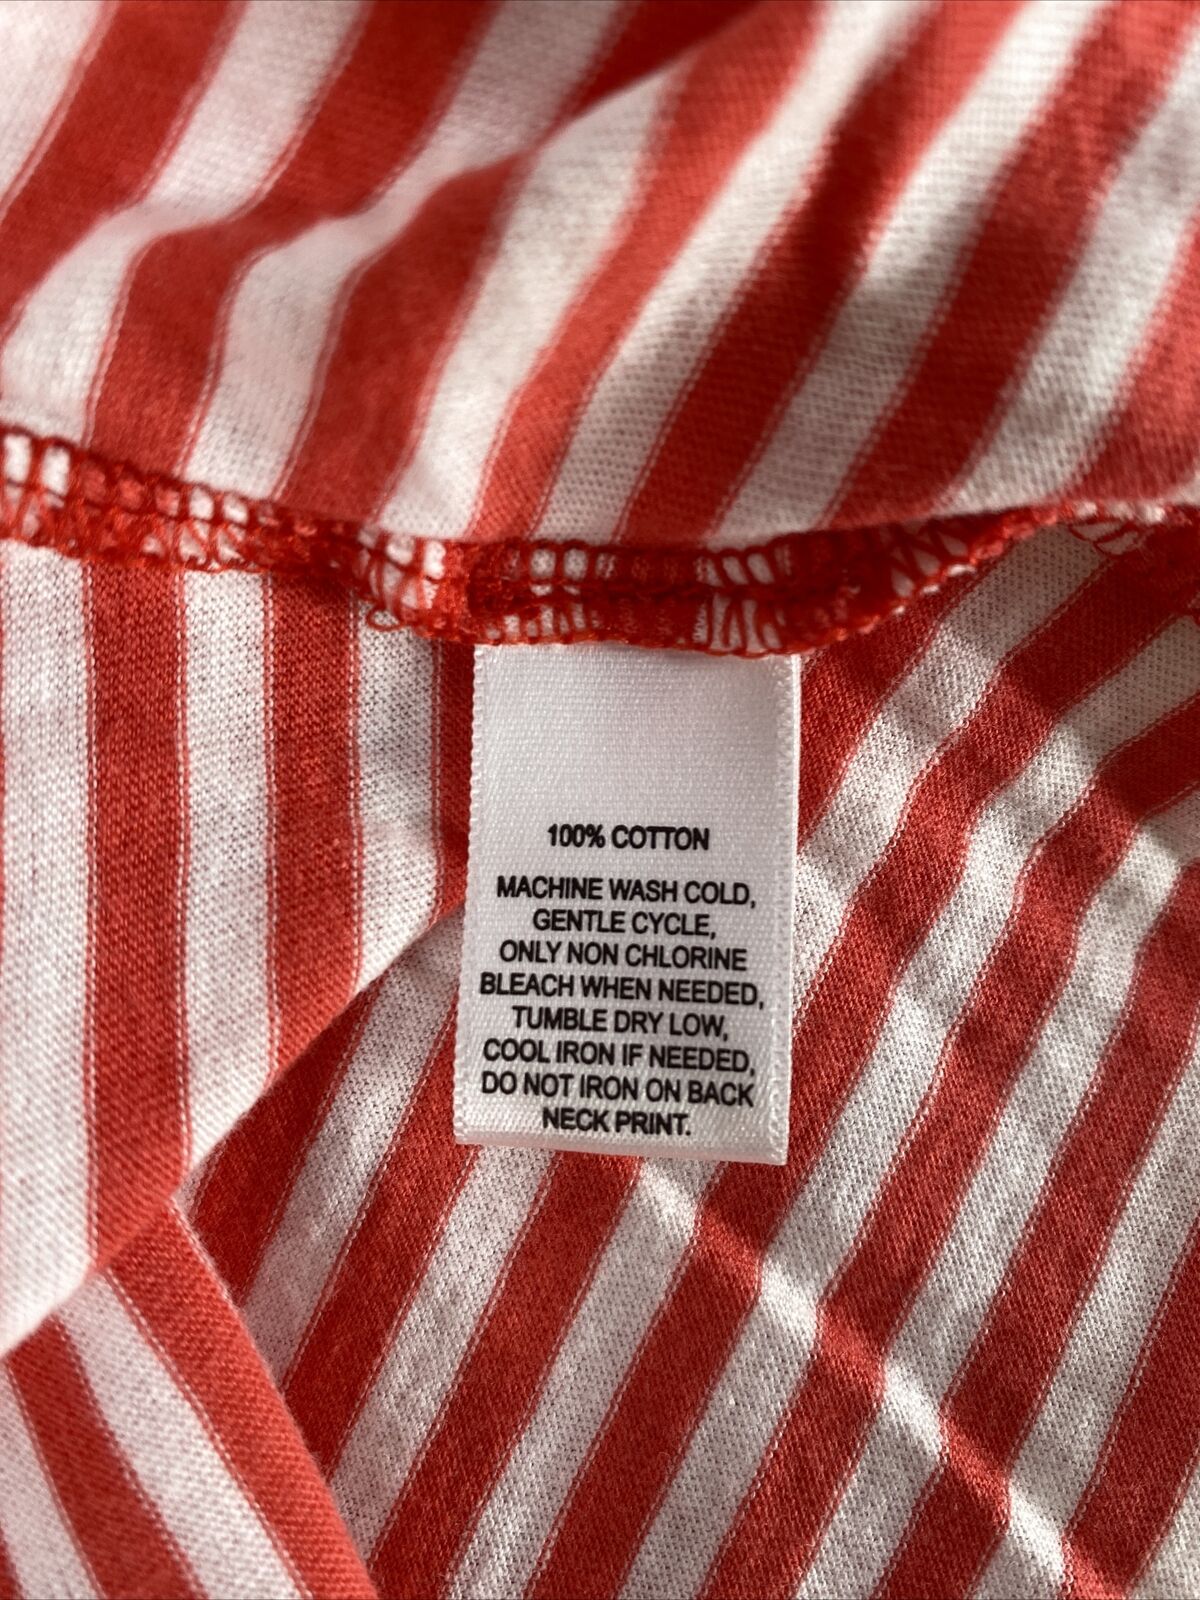 100% COTTON
MACHINE WASH COLD,
GENTLE CYCLE,
ONLY NON CHLORINE
BLEACH WHEN NEEDED,
TUMBLE DRY LOW,
COOL IRON IF NEEDED,
DO NOT IRON ON BACK
NECK PRINT.